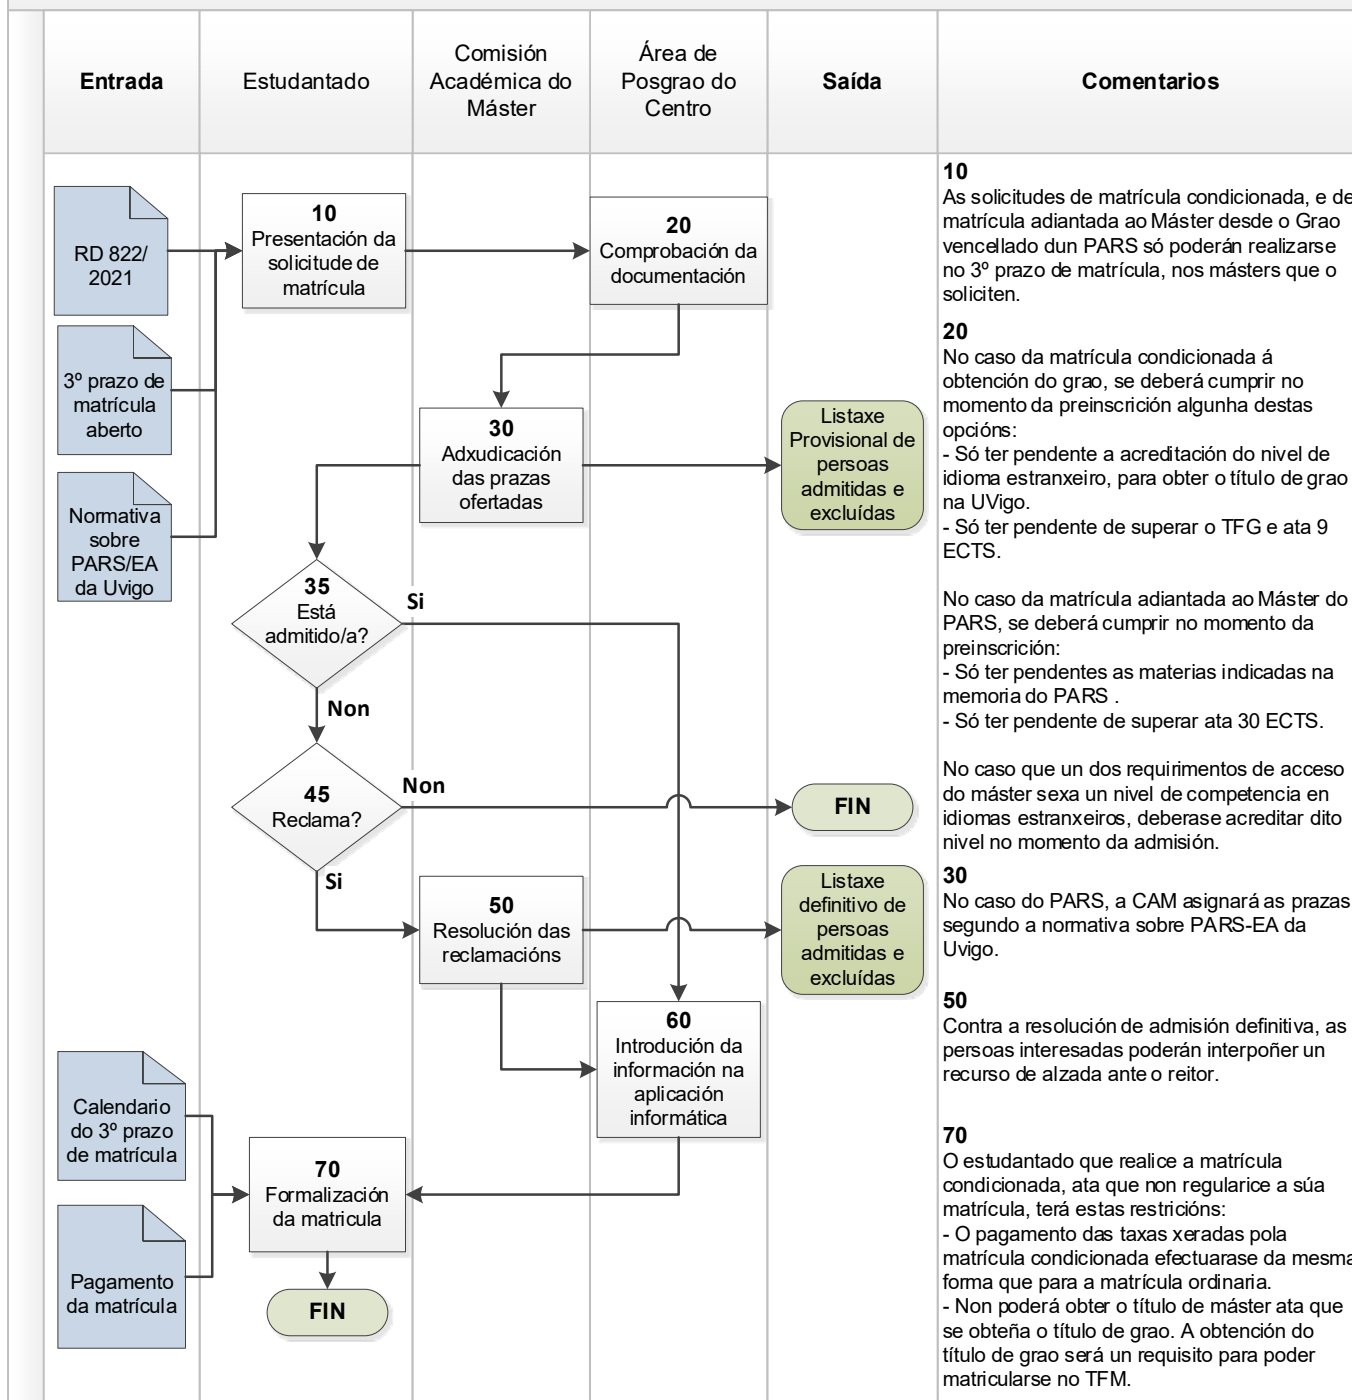 Entrada
Estudantado
Comisión
Académica do
Máster
Área de
Posgrao do
Centro
Saída
Comentarios
RD 822/
2021
3º prazo de
matrícula
aberto
Normativa
sobre
PARS/EA
da Uvigo
10
Presentación da
solicitude de
matrícula
20
Comprobación da
documentación
30
Adxudicación
das prazas
ofertadas
Listaxe
Provisional de
persoas
admitidas e
excluídas
35
Está
admitido/a?
Si
Non
45
Reclama?
Non
FIN
Si
50
Resolución das
reclamacións
Listaxe
definitivo de
persoas
admitidas e
excluídas
60
Introdución da
información na
aplicación
informática
Calendario
do 3º prazo
de matrícula
Pagamento
da matrícula
70
Formalización
da matricula
FIN
10
As solicitudes de matrícula condicionada, e de
matrícula adiantada ao Máster desde o Grao
vencellado dun PARS só poderán realizarse
no 3º prazo de matrícula, nos másters que o
soliciten.
20
No caso da matrícula condicionada á
obtención do grao, se deberá cumprir no
momento da preinscrición algunha destas
opcións:
- Só ter pendente a acreditación do nivel de
idioma estranxeiro, para obter o título de grao
na UVigo.
- Só ter pendente de superar o TFG e ata 9
ECTS.
No caso da matrícula adiantada ao Máster do
PARS, se deberá cumprir no momento da
preinscrición:
- Só ter pendentes as materias indicadas na
memoria do PARS .
- Só ter pendente de superar ata 30 ECTS.
No caso que un dos requirimentos de acceso
do máster sexa un nivel de competencia en
idiomas estranxeiros, deberase acreditar dito
nivel no momento da admisión.
30
No caso do PARS, a CAM asignará as prazas
segundo a normativa sobre PARS-EA da
Uvigo.
50
Contra a resolución de admisión definitiva, as
persoas interesadas poderán interpoñer un
recurso de alzada ante o reitor.
70
O estudantado que realice a matrícula
condicionada, ata que non regularice a súa
matrícula, terá estas restricións:
- O pagamento das taxas xeradas pola
matrícula condicionada efectuarase da mesma
forma que para a matrícula ordinaria.
- Non poderá obter o título de máster ata que
se obteña o título de grao. A obtención do
título de grao será un requisito para poder
matricularse no TFM.